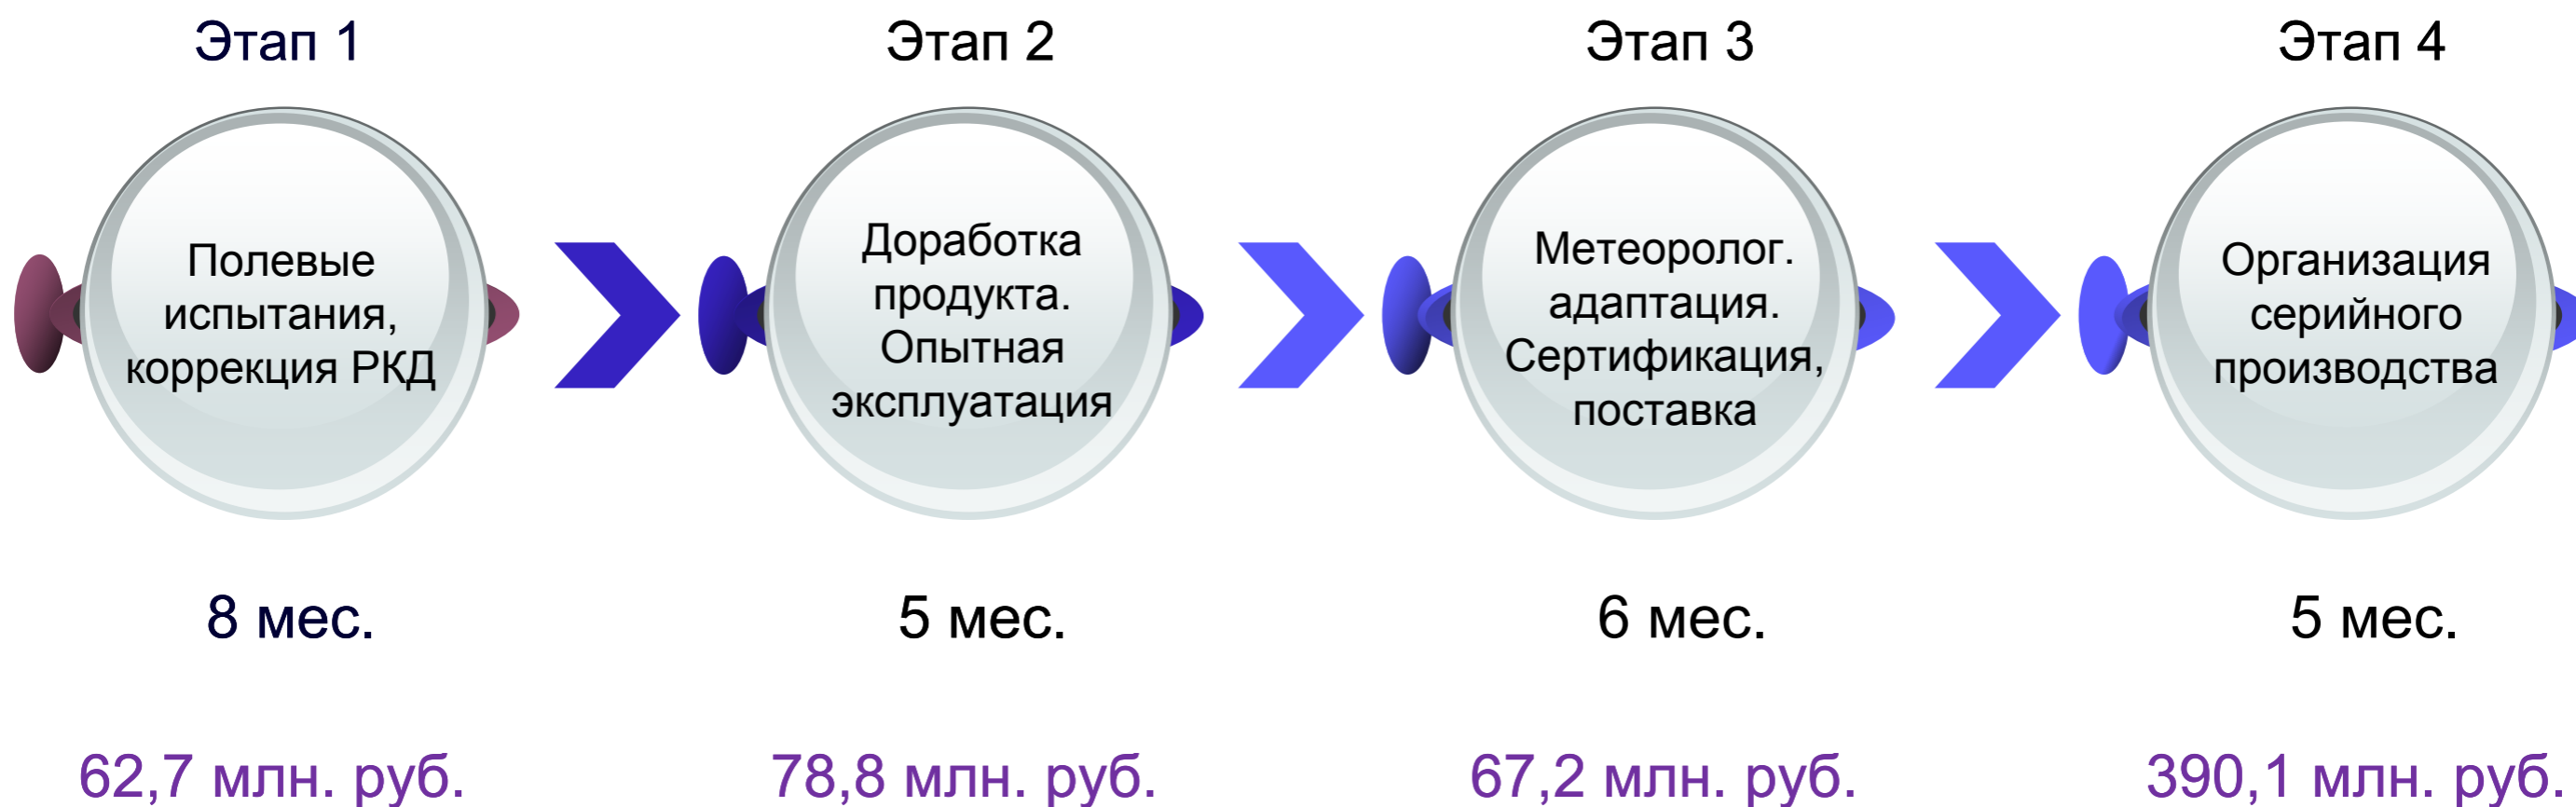 Этап 1
Этап 2
Этап 3
Этап 4
Полевые
испытания,
коррекция РКД
Доработка
продукта.
Опытная
эксплуатация
Метеоролог.
адаптация.
Сертификация,
поставка
Организация
серийного
производства
8 мес.
5 мес.
6 мес.
5 мес.
62,7 млн. руб.
78,8 млн. руб.
67,2 млн. руб.
390,1 млн. руб.